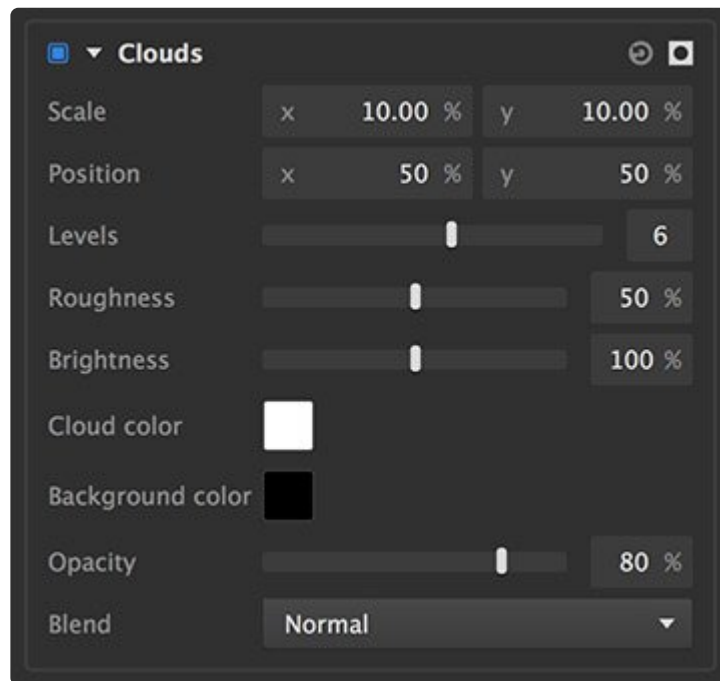 Clouds
Scale x 10.00 % y 10.00 %
Position x 50 % y 50 %
Levels 6
Roughness 50 %
Brightness 100 %
Cloud color
Background color
Opacity 80 %
Blend Normal